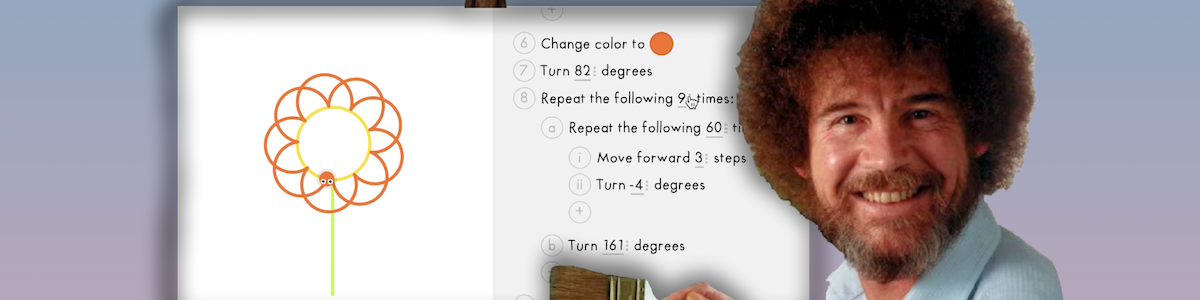 6 Change color to
7 Turn 82 degrees
8 Repeat the following 9 times:
a Repeat the following 60
i Move forward 3 steps
ii Turn -4 degrees
+
b Turn 161 degrees